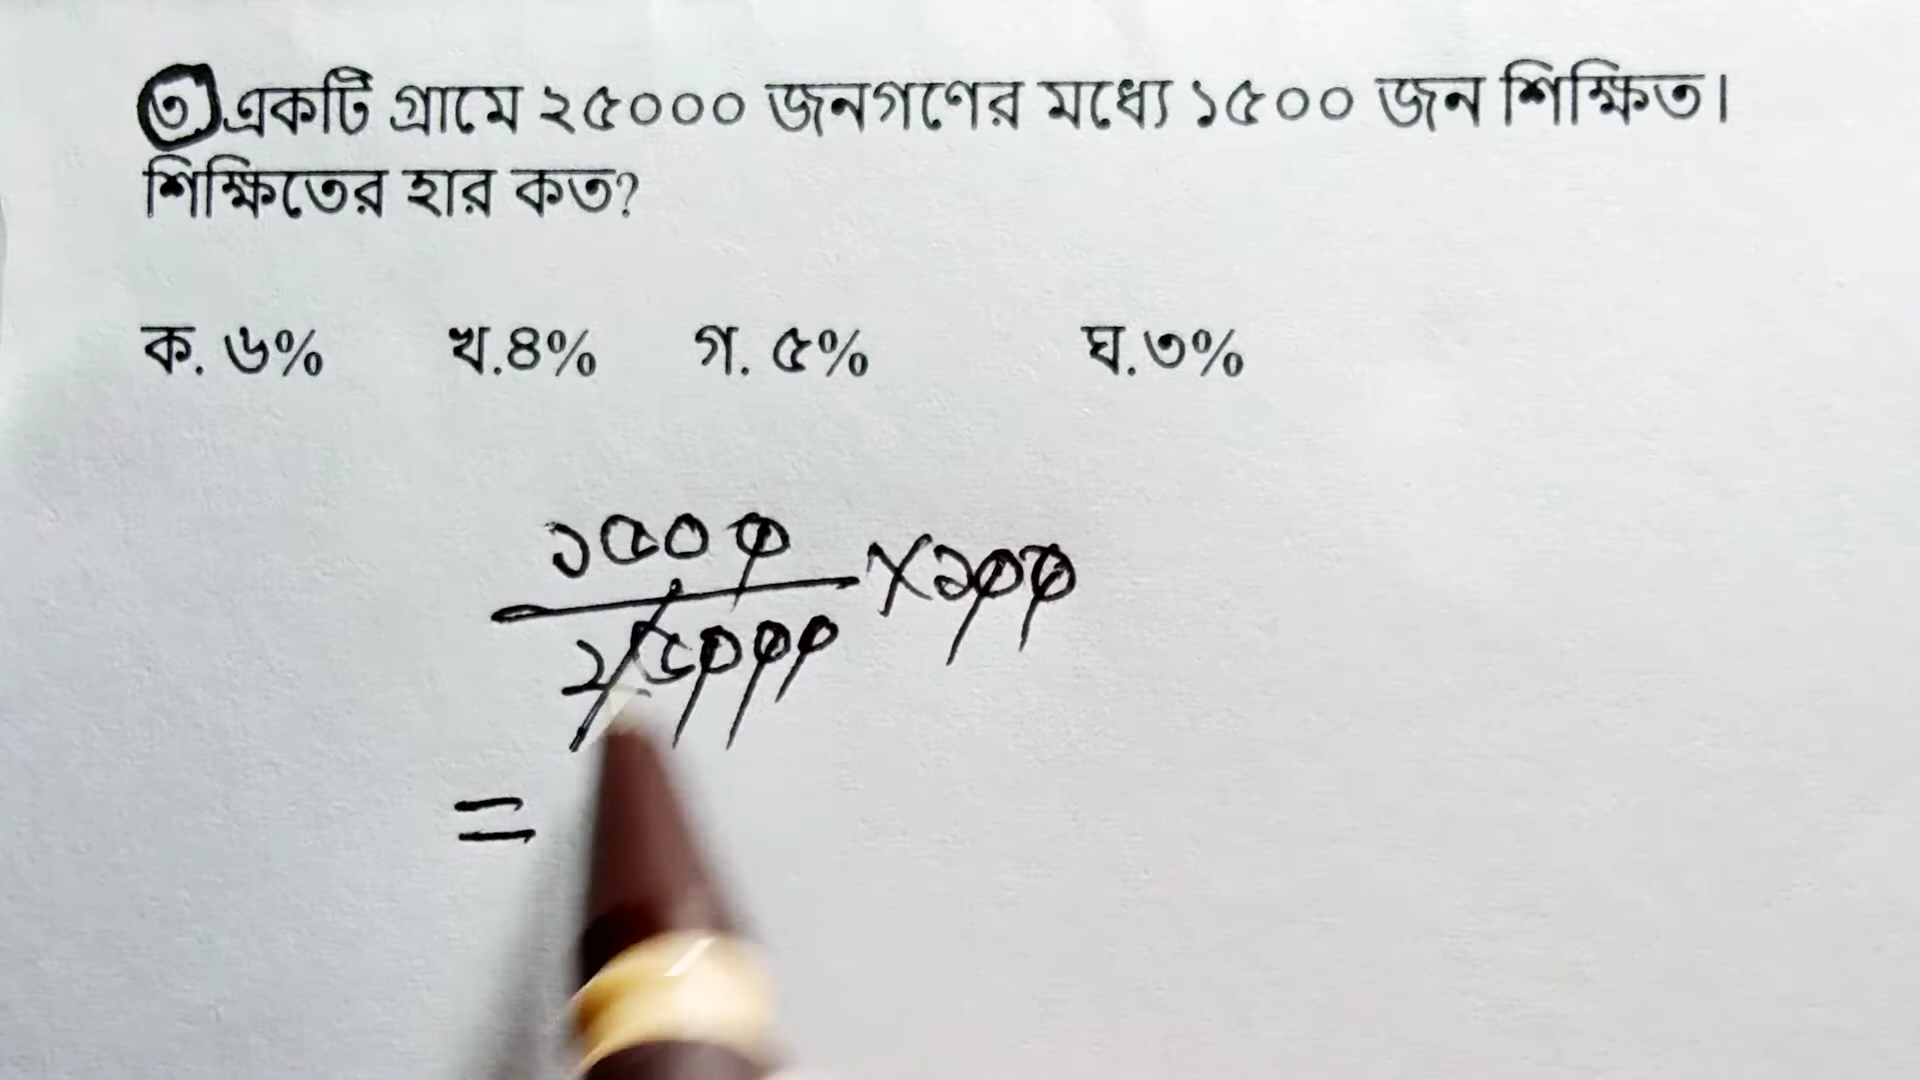 ৩) একটি গ্রামে ২৫০০০ জনগণের মধ্যে ১৫০০ জন শিক্ষিত।
শিক্ষিতের হার কত?
ক. ৬% খ.৪% গ. ৫% ঘ.৩%
১৫০০
২৫০০০
×১০০
=